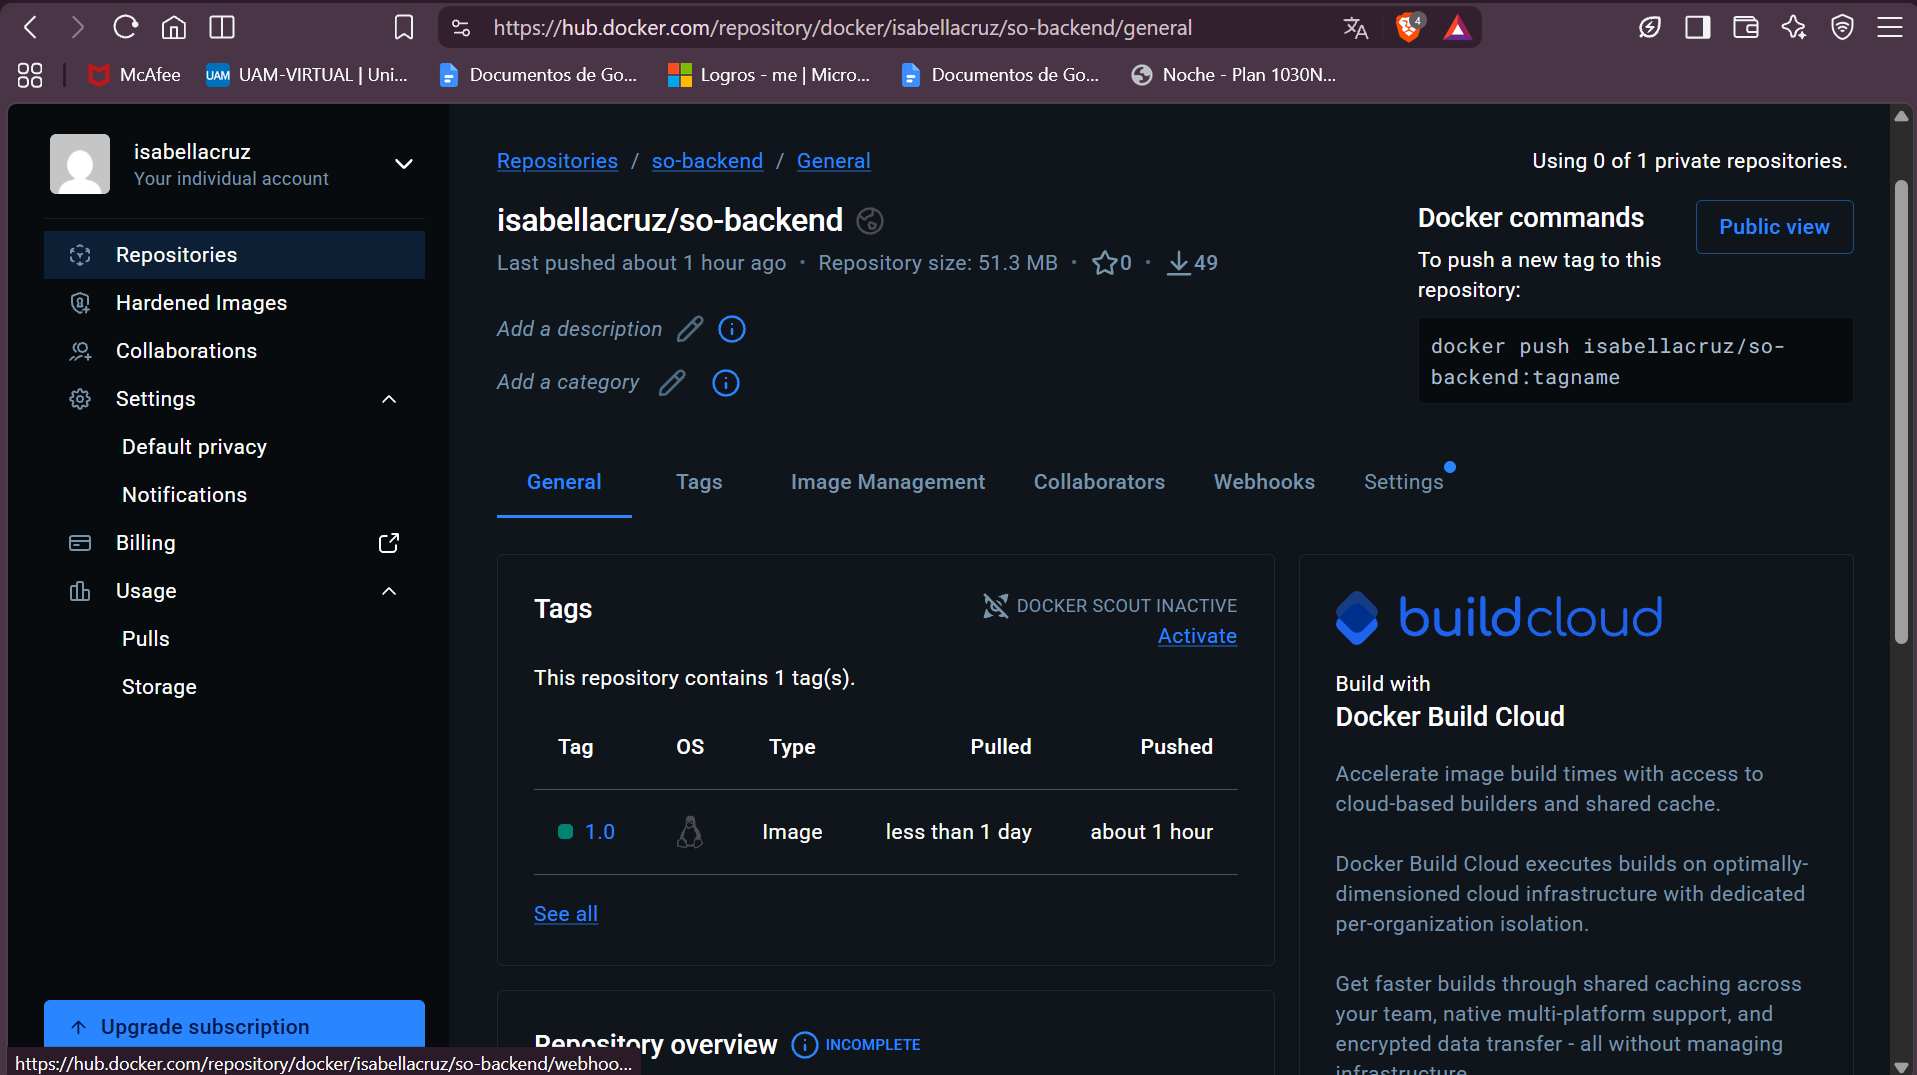 https://hub.docker.com/repository/docker/isabellacruz/so-backend/general
4
McAfee
UAM
UAM-VIRTUAL | Uni...
Documentos de Go...
Logros - me | Micro...
Documentos de Go...
Noche - Plan 1030N...
isabellacruz
Your individual account
Repositories
Hardened Images
Collaborations
Settings
Default privacy
Notifications
Billing
Usage
Pulls
Storage
Upgrade subscription
https://hub.docker.com/repository/docker/isabellacruz/so-backend/webhoo...
Repositories / so-backend / General
Using 0 of 1 private repositories.
isabellacruz/so-backend
Last pushed about 1 hour ago • Repository size: 51.3 MB • 0 • 49
Add a description
Add a category
Docker commands
Public view
To push a new tag to this
repository:
docker push isabellacruz/so-
backend:tagname
General
Tags
Image Management
Collaborators
Webhooks
Settings
Tags
DOCKER SCOUT INACTIVE
Activate
This repository contains 1 tag(s).
Tag OS Type Pulled Pushed
1.0 Image less than 1 day about 1 hour
See all
Repository overview INCOMPLETE
buildcloud
Build with
Docker Build Cloud
Accelerate image build times with access to
cloud-based builders and shared cache.
Docker Build Cloud executes builds on optimally-
dimensioned cloud infrastructure with dedicated
per-organization isolation.
Get faster builds through shared caching across
your team, native multi-platform support, and
encrypted data transfer - all without managing
infrastructure.